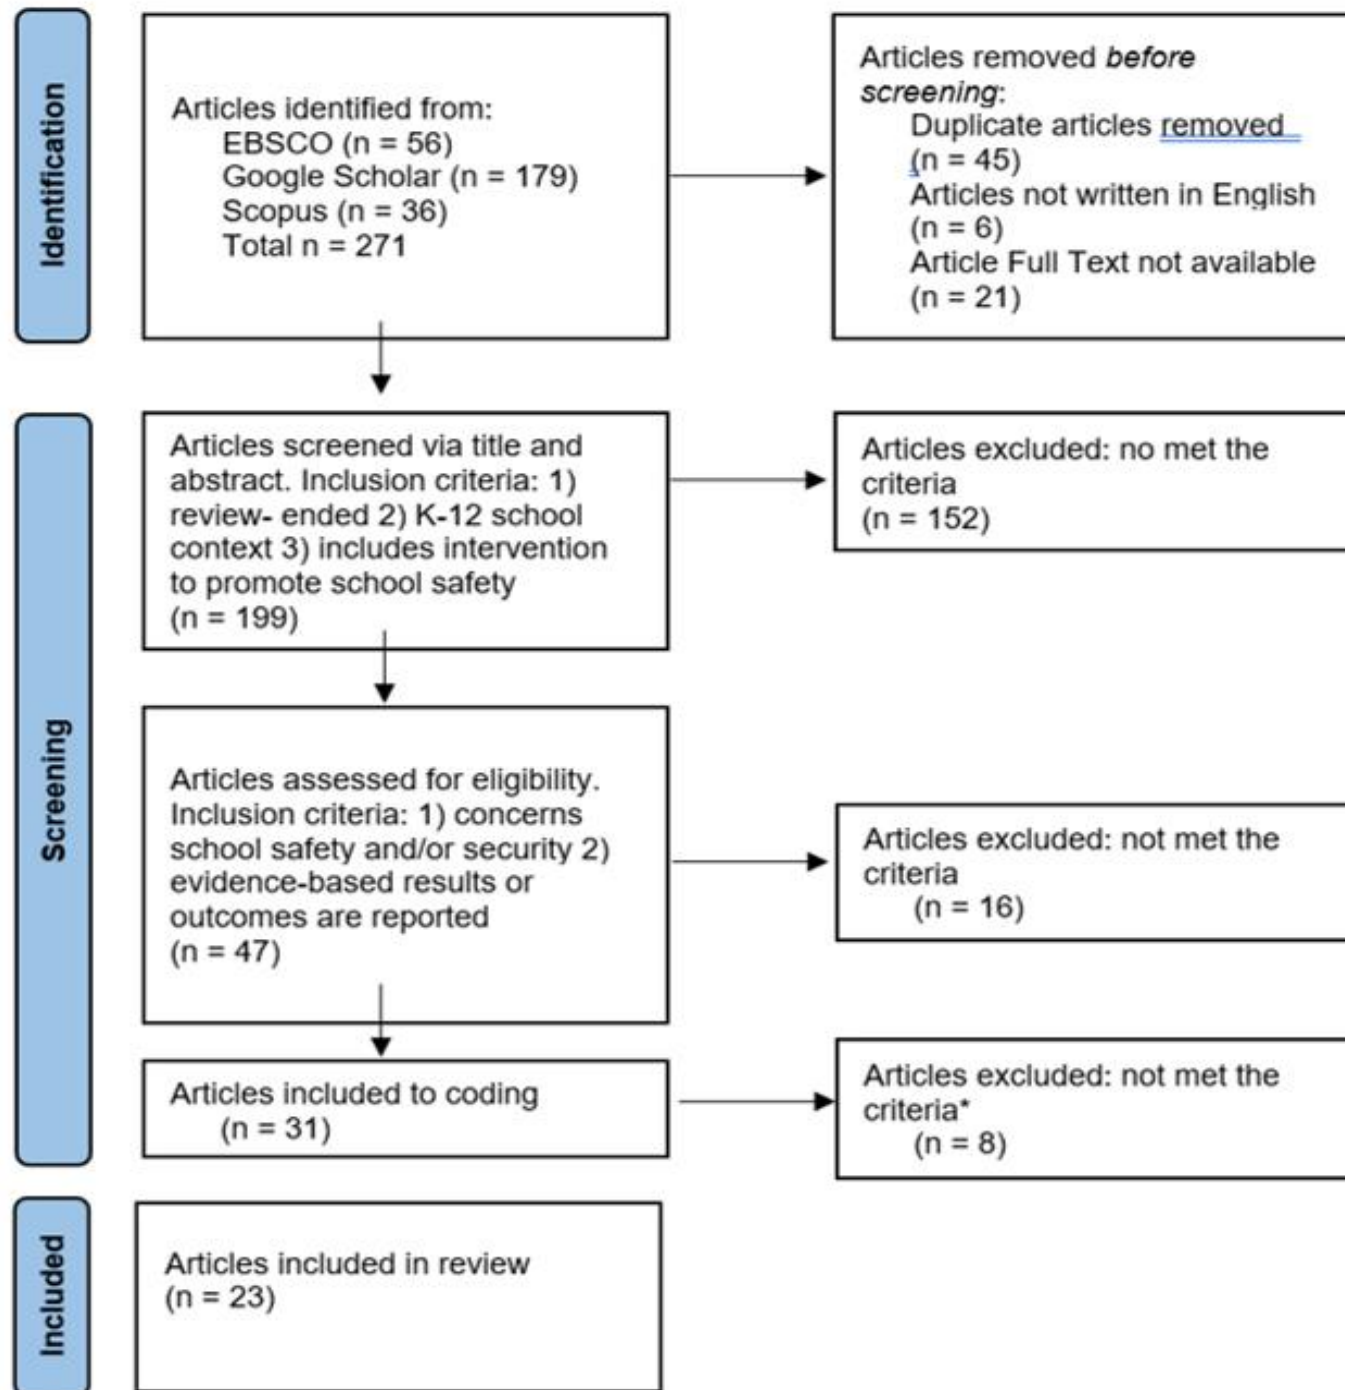 Identification
Articles identified from:
EBSCO (n = 56)
Google Scholar (n = 179)
Scopus (n = 36)
Total n = 271
Articles removed before
screening:
Duplicate articles removed
(n = 45)
Articles not written in English
(n = 6)
Article Full Text not available
(n = 21)
Screening
Articles screened via title and
abstract. Inclusion criteria: 1)
review- ended 2) K-12 school
context 3) includes intervention
to promote school safety
(n = 199)
Articles excluded: no met the
criteria
(n = 152)
Articles assessed for eligibility.
Inclusion criteria: 1) concerns
school safety and/or security 2)
evidence-based results or
outcomes are reported
(n = 47)
Articles excluded: not met the
criteria
(n = 16)
Articles included to coding
(n = 31)
Articles excluded: not met the
criteria*
(n = 8)
Included
Articles included in review
(n = 23)